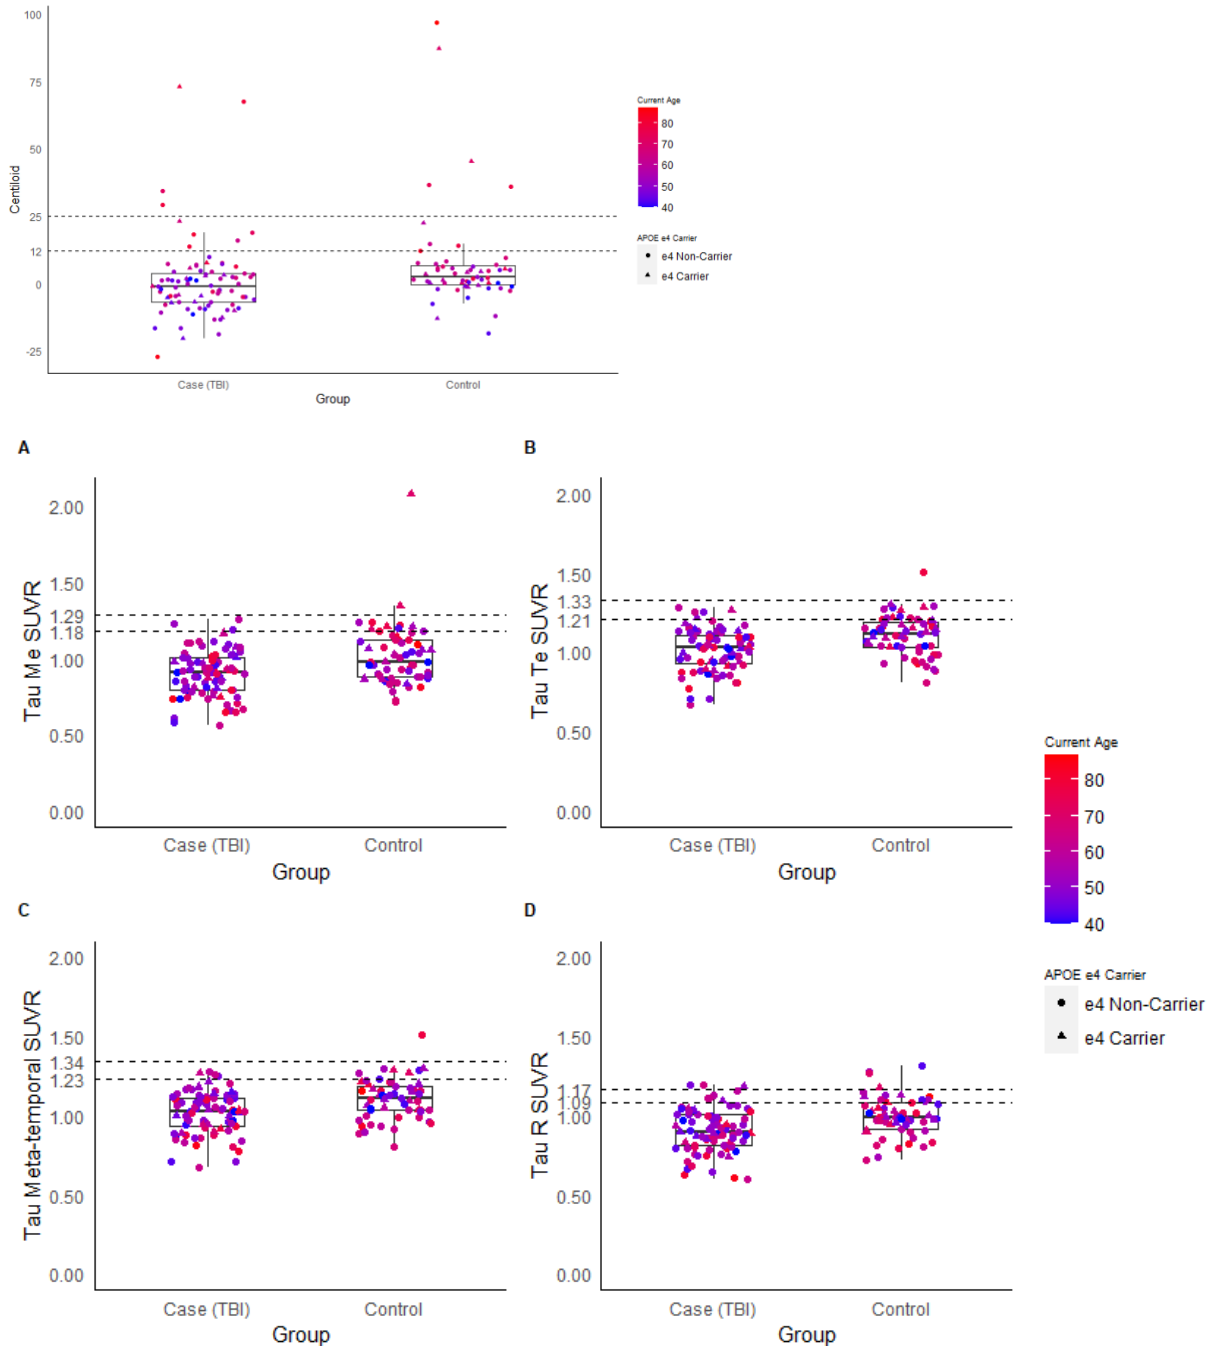 100
75
50
25
12
0
-25
Centiloid
Case (TBI)
Control
Group
Current Age
80
70
60
50
40
APOE e4 Carrier
e4 Non-Carrier
e4 Carrier
A
2.00
1.50
1.29
1.18
1.00
0.50
0.00
Tau Me SUVR
Case (TBI)
Control
Group
B
2.00
1.50
1.33
1.21
1.00
0.50
0.00
Tau Te SUVR
Case (TBI)
Control
Group
C
2.00
1.50
1.34
1.23
1.00
0.50
0.00
Tau Meta-temporal SUVR
Case (TBI)
Control
Group
D
2.00
1.50
1.17
1.09
1.00
0.50
0.00
Tau R SUVR
Case (TBI)
Control
Group
Current Age
80
70
60
50
40
APOE e4 Carrier
e4 Non-Carrier
e4 Carrier